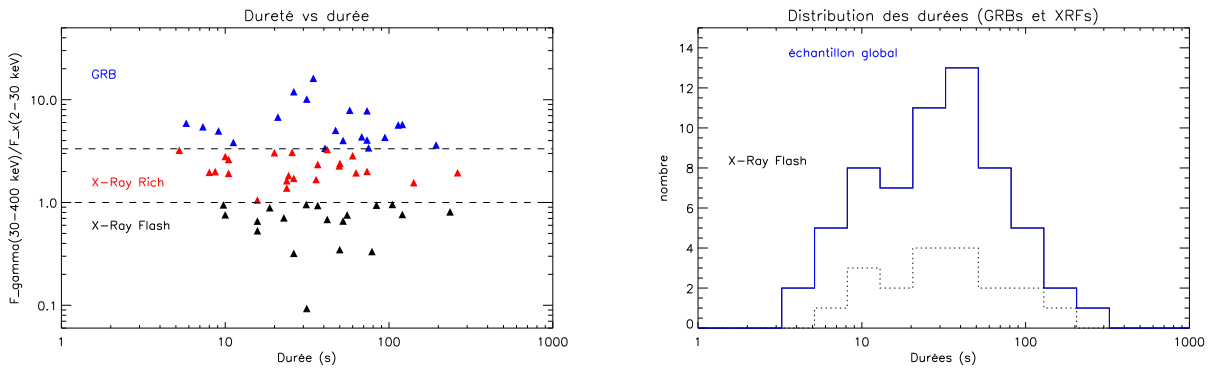 Dureté vs durée
F_gamma(30−400 keV)/F_x(2−30 keV)
10.0
1.0
0.1
GRB
X−Ray Rich
X−Ray Flash
1
10
100
1000
Durée (s)
Distribution des durées (GRBs et XRFs)
nombre
14
12
10
8
6
4
2
0
échantillon global
X−Ray Flash
1
10
100
1000
Durées (s)